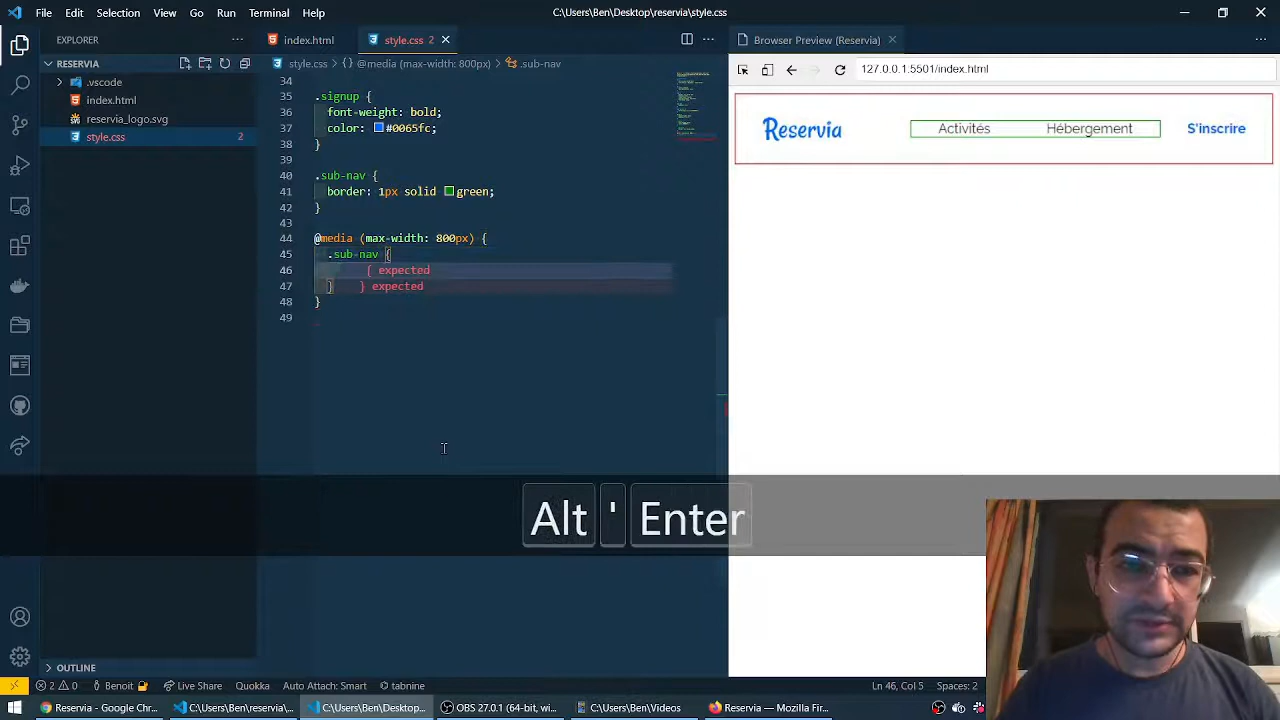 File Edit Selection View Go Run Terminal Help
C:\Users\Ben\Desktop\reservia\style.css
EXPLORER
RESERVIA
.vscode
index.html
reservia_logo.svg
style.css 2
OUTLINE
index.html
style.css 2
style.css > {} @media (max-width: 800px) > .sub-nav
34
35 .signup {
36 font-weight: bold;
37 color: #0065fc;
38 }
39
40 .sub-nav {
41 border: 1px solid green;
42 }
43
44 @media (max-width: 800px) {
45 .sub-nav {
46 { expected
47 } } expected
48 }
49
Browser Preview (Reservia)
127.0.0.1:5501/index.html
Reservia
Activités
Hébergement
S'inscrire
Alt ' Enter
2 0
Benoit
Live Share
Quokka
Auto Attach: Smart
tabnine
Ln 46, Col 5
Spaces: 2
Reservia - Google Chr...
C:\Users\Ben\reservia\...
C:\Users\Ben\Desktop...
OBS 27.0.1 (64-bit, wi...
C:\Users\Ben\Videos
Reservia — Mozilla Fir...